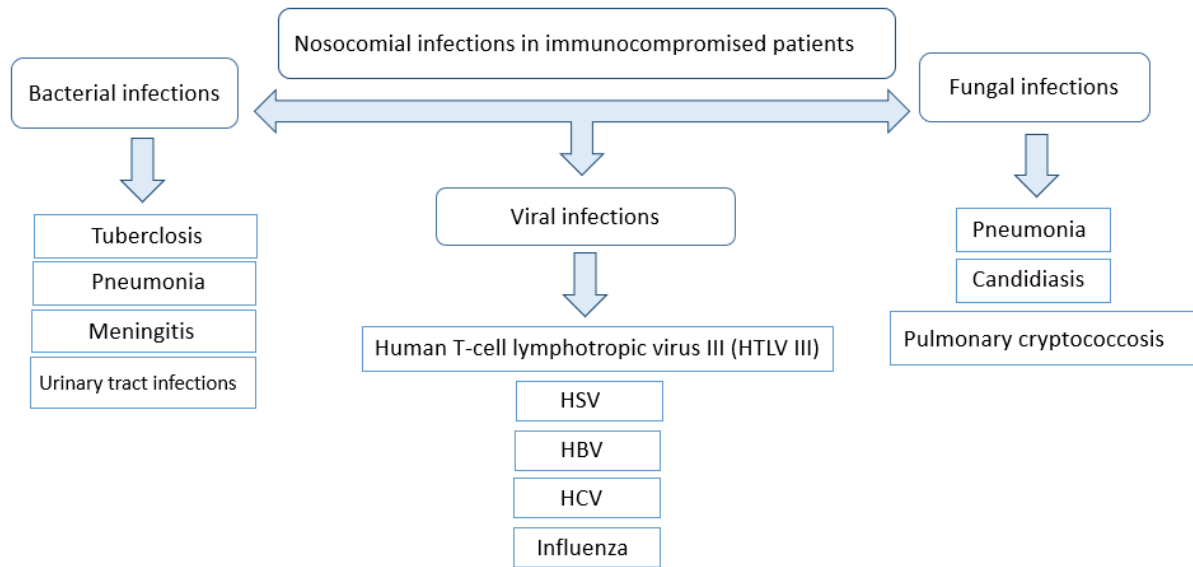 Nosocomial infections in immunocompromised patients
Bacterial infections
Tuberclosis
Pneumonia
Meningitis
Urinary tract infections
Viral infections
Human T-cell lymphotropic virus III (HTLV III)
HSV
HBV
HCV
Influenza
Fungal infections
Pneumonia
Candidiasis
Pulmonary cryptococcosis